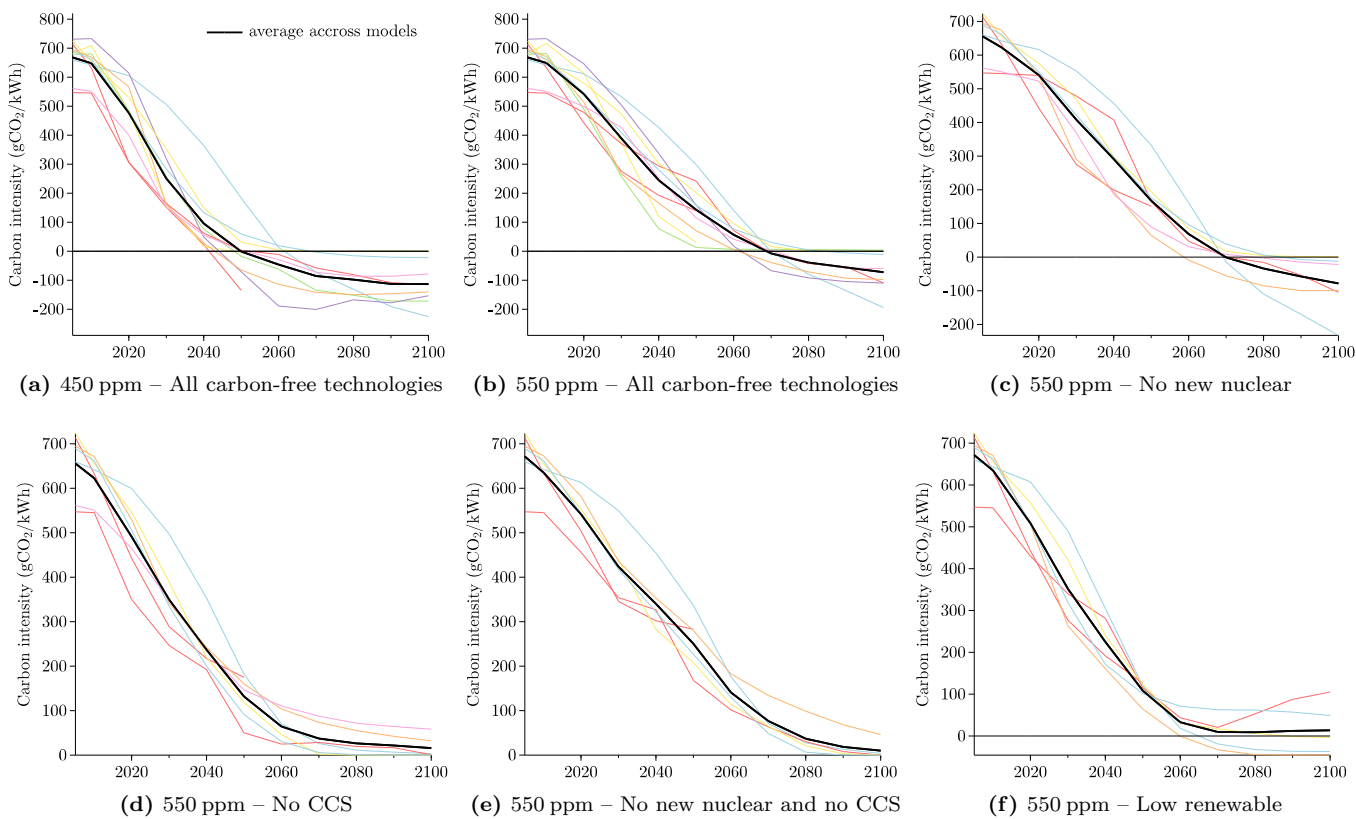 800
700
600
500
400
300
200
100
0
-100
-200
Carbon intensity (gCO₂/kWh)
average accross models
2020 2040 2060 2080 2100
(a) 450 ppm – All carbon-free technologies
800
700
600
500
400
300
200
100
0
-100
-200
Carbon intensity (gCO₂/kWh)
2020 2040 2060 2080 2100
(b) 550 ppm – All carbon-free technologies
700
600
500
400
300
200
100
0
-100
-200
Carbon intensity (gCO₂/kWh)
2020 2040 2060 2080 2100
(c) 550 ppm – No new nuclear
700
600
500
400
300
200
100
0
Carbon intensity (gCO₂/kWh)
2020 2040 2060 2080 2100
(d) 550 ppm – No CCS
700
600
500
400
300
200
100
0
Carbon intensity (gCO₂/kWh)
2020 2040 2060 2080 2100
(e) 550 ppm – No new nuclear and no CCS
700
600
500
400
300
200
100
0
Carbon intensity (gCO₂/kWh)
2020 2040 2060 2080 2100
(f) 550 ppm – Low renewable